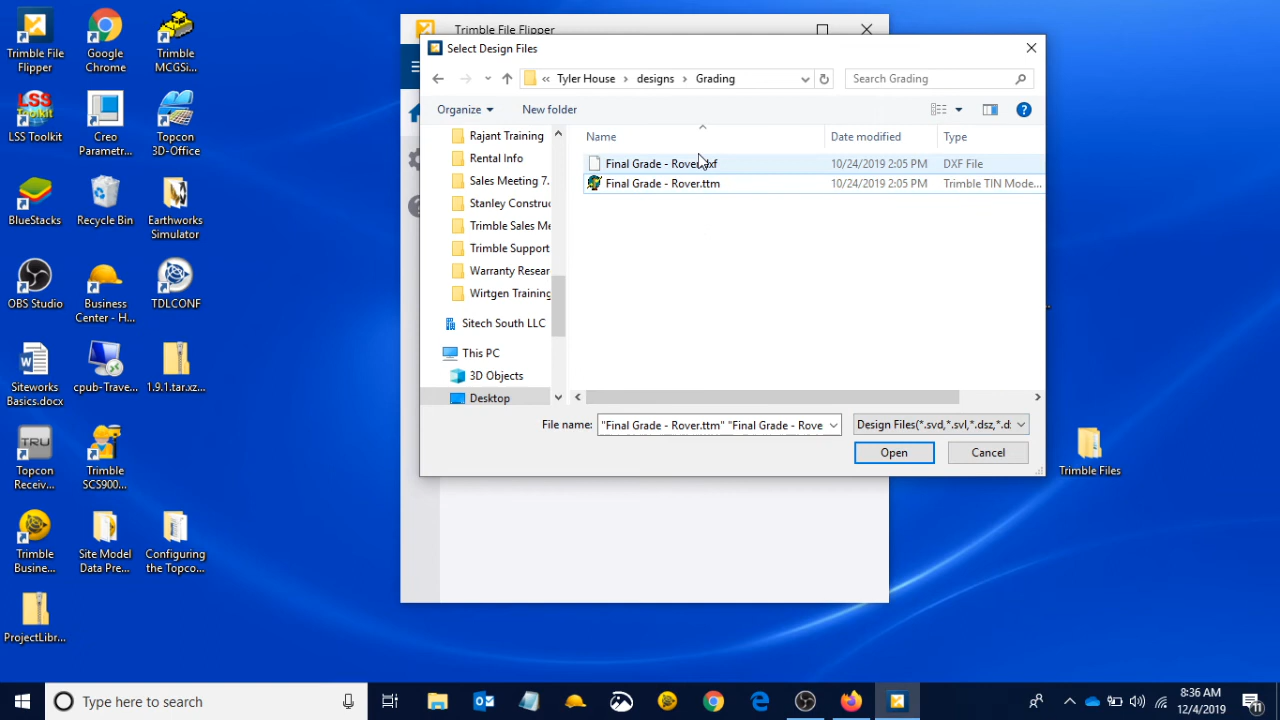 Trimble File
Flipper
Google
Chrome
Trimble
MCGSi...
LSS Toolkit
Creo
Parametr...
Topcon
3D-Office
BlueStacks
Recycle Bin
Earthworks
Simulator
OBS Studio
Business
Center - H...
TDLCONF
Siteworks
Basics.docx
cpub-Trave...
1.9.1.tar.xz...
Topcon
Receiv...
Trimble
SCS900...
Trimble
Busine...
Site Model
Data Pre...
Configuring
the Topco...
ProjectLibr...
Trimble Files
Trimble File Flipper
Select Design Files
« Tyler House › designs › Grading
Search Grading
Organize
New folder
Name
Date modified
Type
Final Grade - Rover.dxf
10/24/2019 2:05 PM
DXF File
Final Grade - Rover.ttm
10/24/2019 2:05 PM
Trimble TIN Mode...
Rajant Training
Rental Info
Sales Meeting 7.
Stanley Constru
Trimble Sales Me
Trimble Support
Warranty Resear
Wirtgen Training
Sitech South LLC
This PC
3D Objects
Desktop
File name:
"Final Grade - Rover.ttm" "Final Grade - Rove
Design Files(*.svd,*.svl,*.dsz,*.d
Open
Cancel
Type here to search
8:36 AM
12/4/2019
11